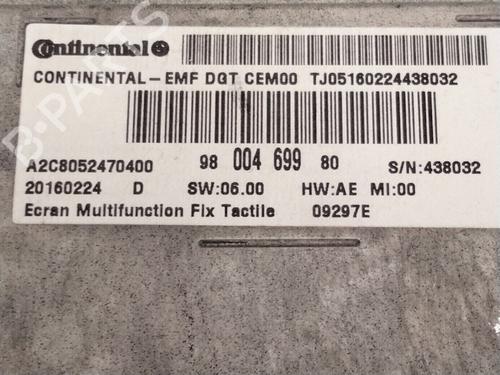 Continental
CONTINENTAL-EMF DGT CEM00 TJ05160224438032
A2C8052470400 98 004 699 80 S/N:438032
20160224 D SW:06.00 HW:AE MI:00
Ecran Multifunction Fix Tactile 09297E
B-PARTS